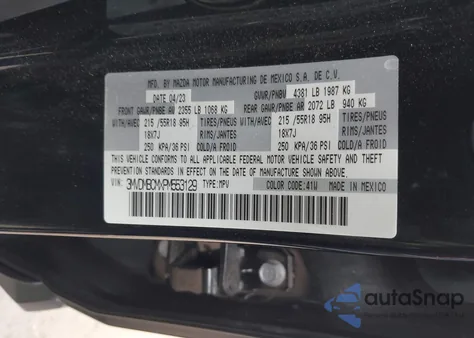 MFD. BY MAZDA MOTOR MANUFACTURING DE MEXICO S.A. DE C.V.
DATE 04/23 GVWR/PNBV 4381 LB 1987 KG
FRONT GAWR/PNBE AV 2355 LB 1068 KG REAR GAWR/PNBE AR 2072 LB 940 KG
WITH/AVEC 215 /55R18 95H TIRES/PNEUS 215 /55R18 95H TIRES/PNEUS
18X7J RIMS/JANTES 18X7J RIMS/JANTES
250 KPA/36 PSI COLD/A FROID 250 KPA/36 PSI COLD/A FROID
THIS VEHICLE CONFORMS TO ALL APPLICABLE FEDERAL MOTOR VEHICLE SAFETY, BUMPER, AND
THEFT PREVENTION STANDARDS IN EFFECT ON THE DATE OF MANUFACTURE SHOWN ABOVE.
VIN: TYPE: MPV COLOR CODE: 41W MADE IN MEXICO
autoSnap